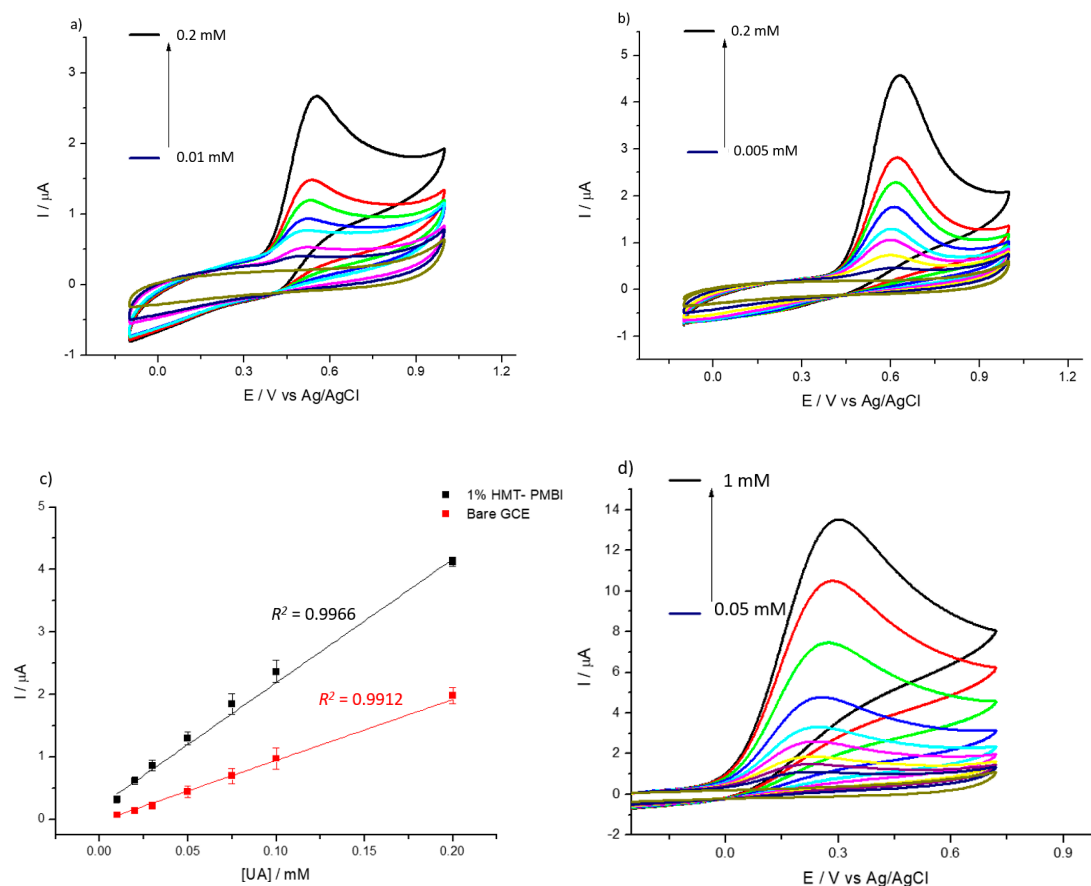 a)
0.2 mM
0.01 mM
3
2
1
0
-1
I / µA
0.0 0.3 0.6 0.9 1.2
E / V vs Ag/AgCl
b)
0.2 mM
0.005 mM
5
4
3
2
1
0
-1
I / µA
0.0 0.3 0.6 0.9 1.2
E / V vs Ag/AgCl
c)
1% HMT- PMBI
Bare GCE
R² = 0.9966
R² = 0.9912
5
4
3
2
1
0
I / µA
0.00 0.05 0.10 0.15 0.20
[UA] / mM
d)
1 mM
0.05 mM
14
12
10
8
6
4
2
0
-2
I / µA
0.0 0.3 0.6 0.9
E / V vs Ag/AgCl